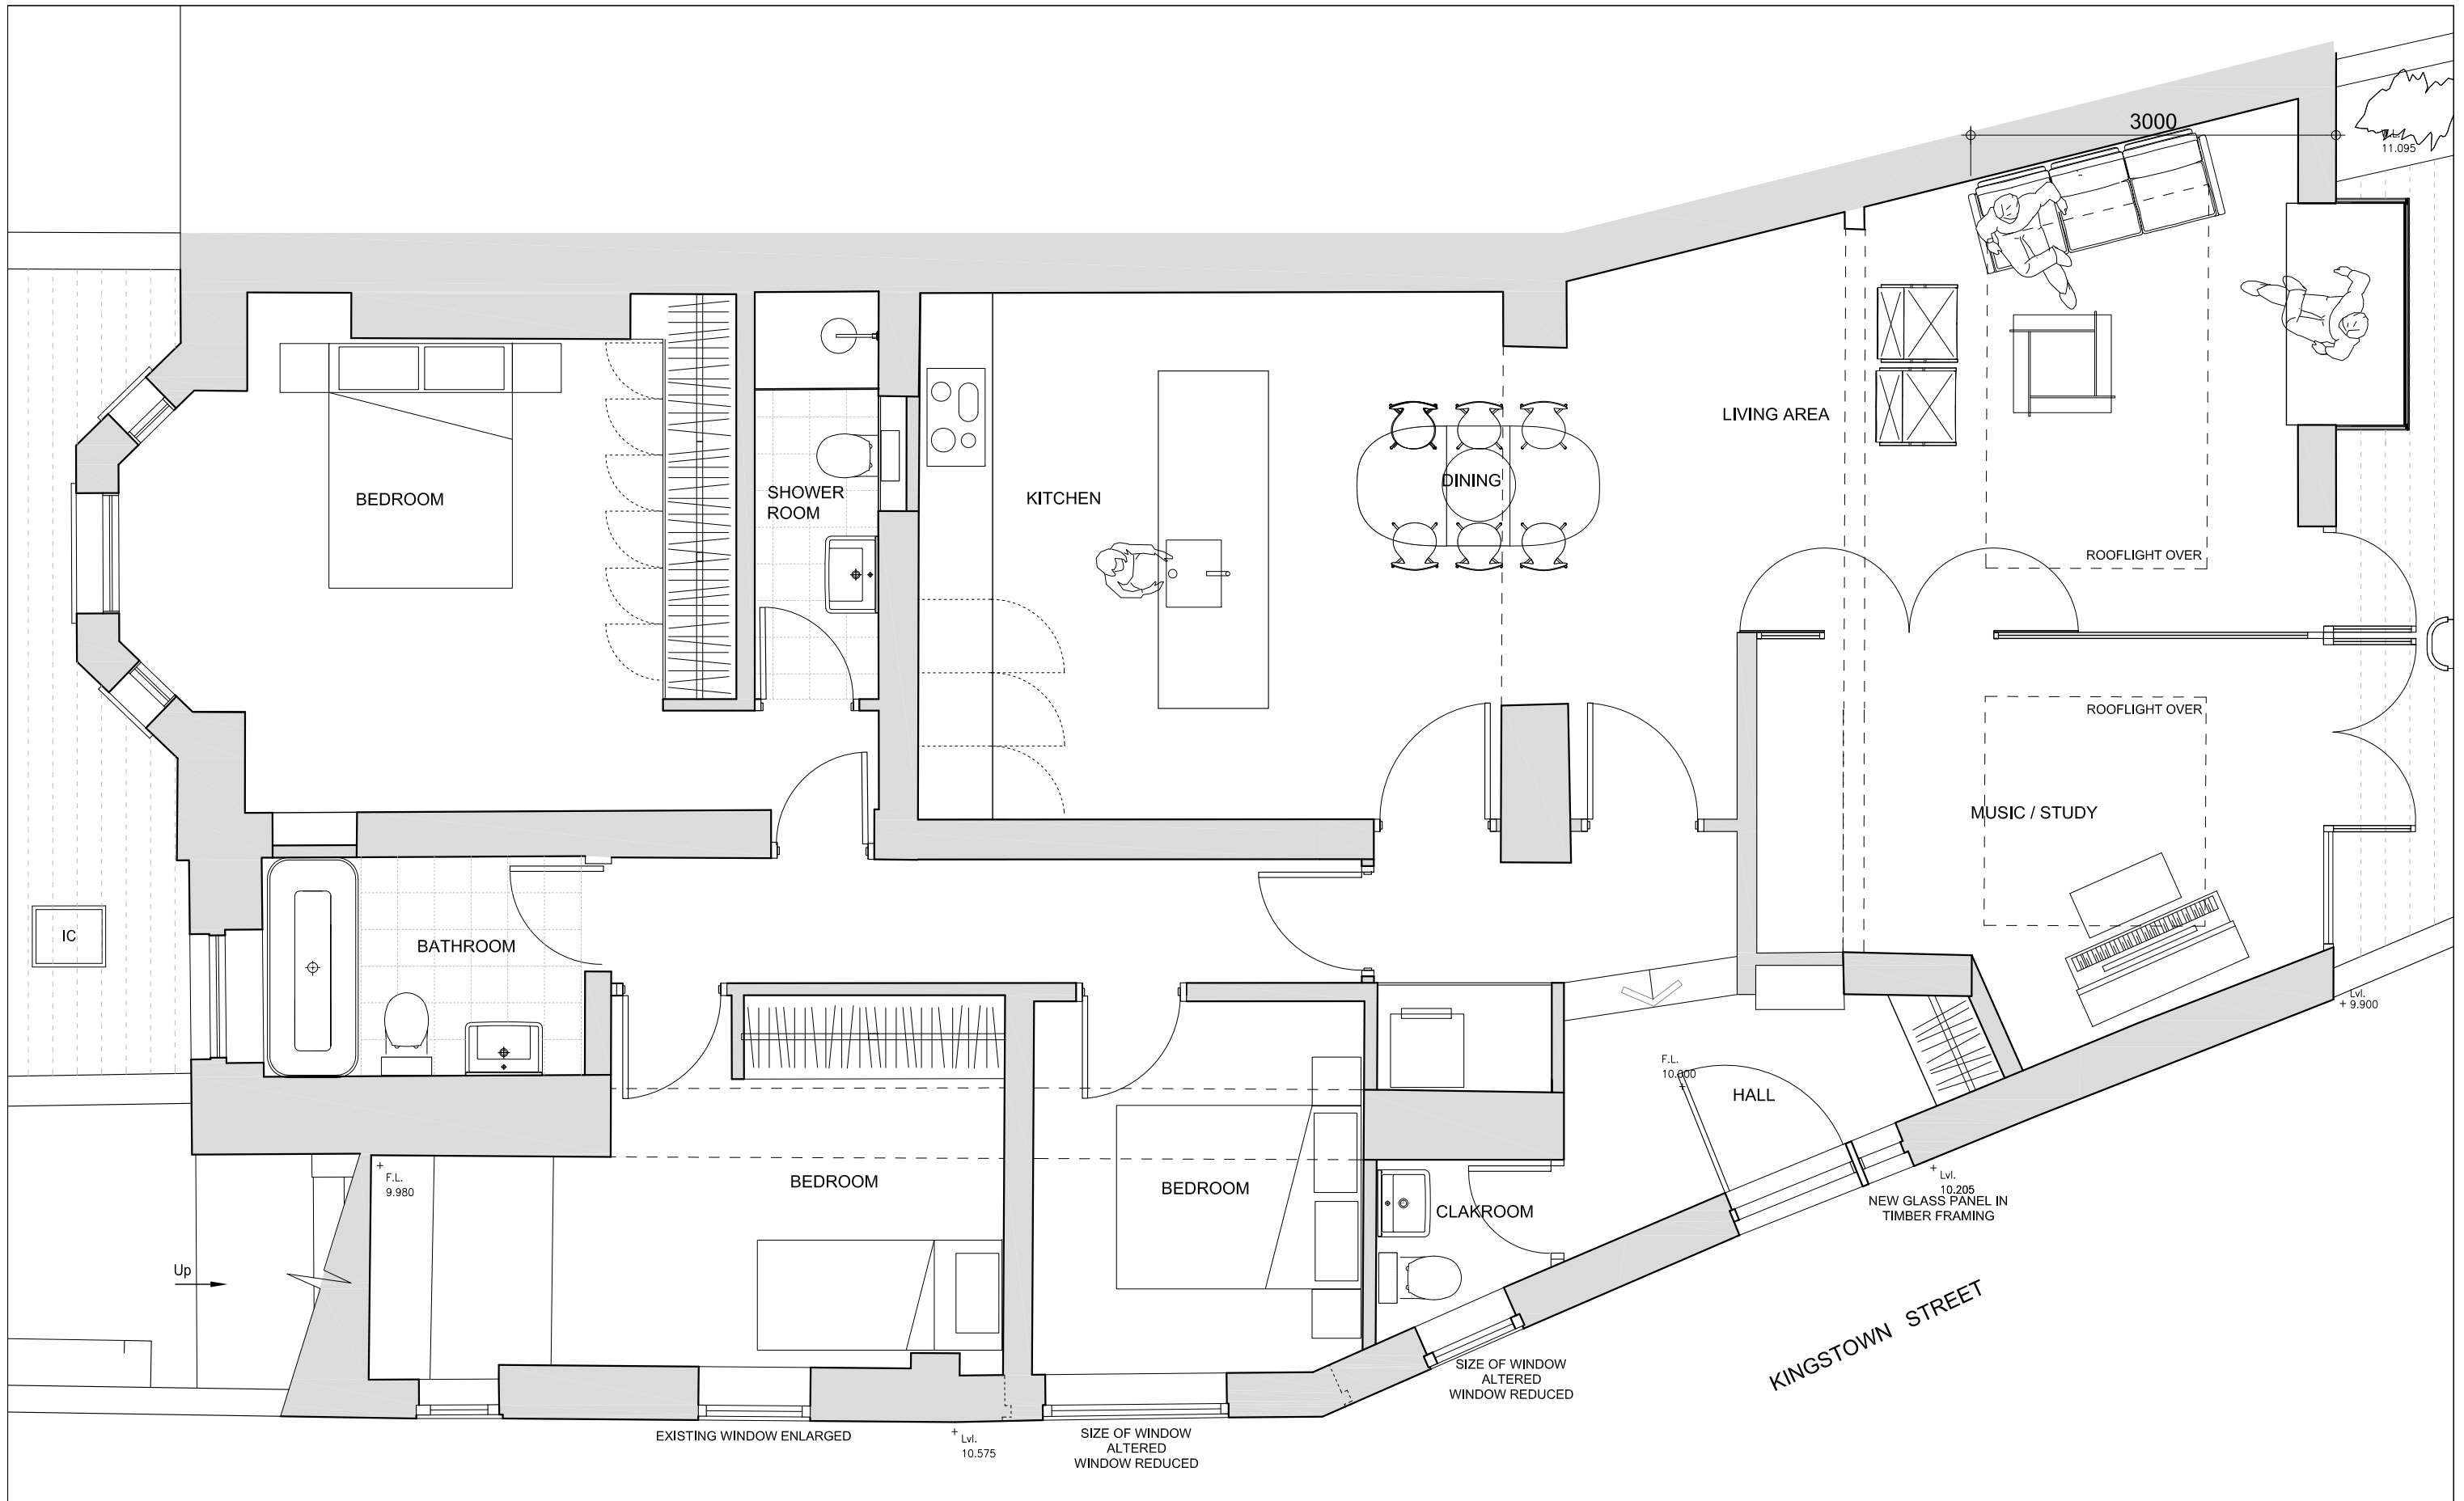 3000
11.095
LIVING AREA
BEDROOM
SHOWER
ROOM
KITCHEN
DINING
ROOFLIGHT OVER
ROOFLIGHT OVER
MUSIC / STUDY
IC
BATHROOM
Lvl.
9.900
F.L.
10.000
HALL
F.L.
9.980
BEDROOM
BEDROOM
CLAKROOM
Lvl.
10.205
NEW GLASS PANEL IN
TIMBER FRAMING
Up
KINGSTOWN STREET
SIZE OF WINDOW
ALTERED
WINDOW REDUCED
EXISTING WINDOW ENLARGED
Lvl.
10.575
SIZE OF WINDOW
ALTERED
WINDOW REDUCED